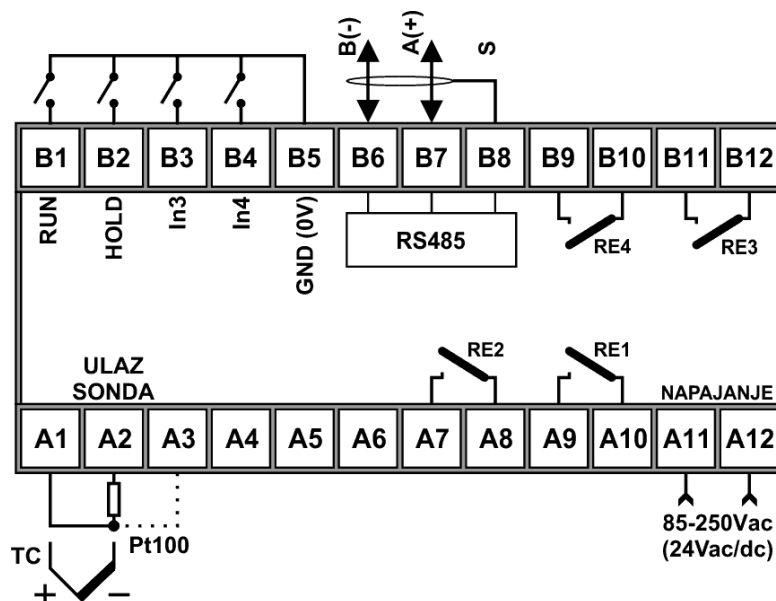 B(-) A(+) S
B1 B2 B3 B4 B5 B6 B7 B8 B9 B10 B11 B12
RUN HOLD In3 In4 GND (0V)
RS485
RE4 RE3
RE2 RE1
ULAZ
SONDA
NAPAJANJE
A1 A2 A3 A4 A5 A6 A7 A8 A9 A10 A11 A12
85-250Vac
(24Vac/dc)
Pt100
TC
+ −